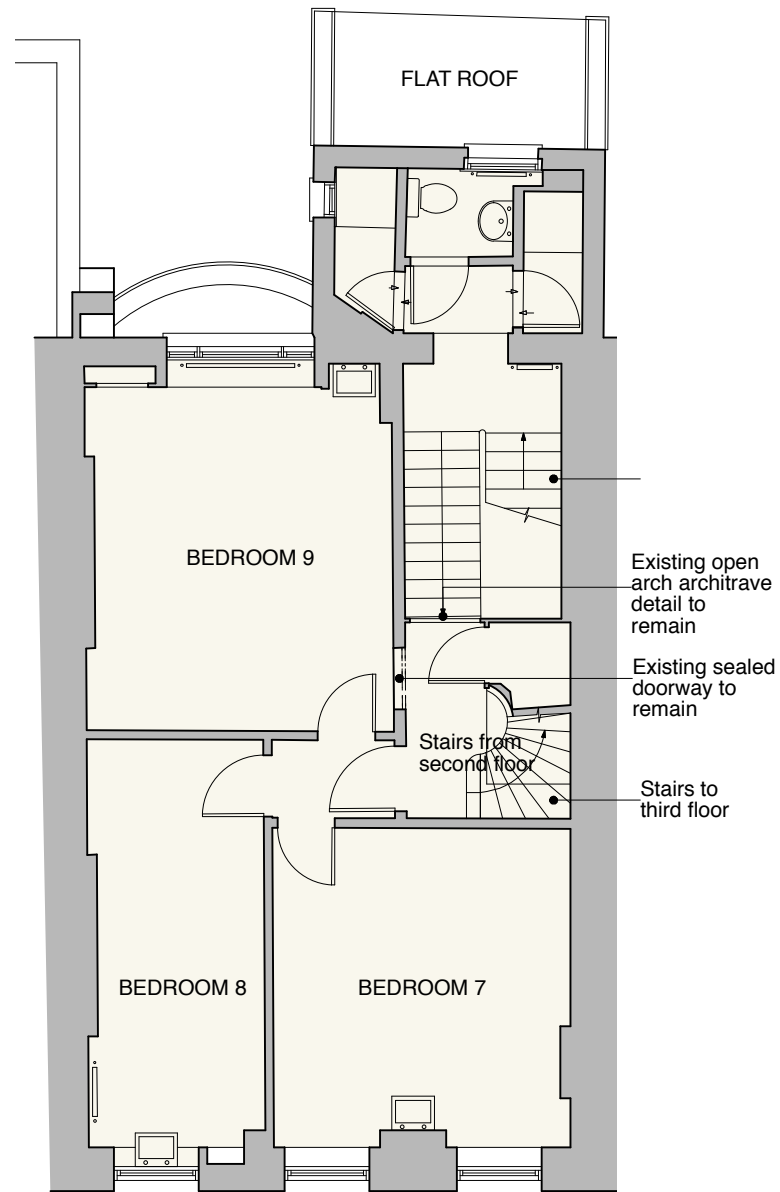 FLAT ROOF
BEDROOM 9
Existing open
arch architrave
detail to
remain
Existing sealed
doorway to
remain
Stairs from
second floor
Stairs to
third floor
BEDROOM 8
BEDROOM 7